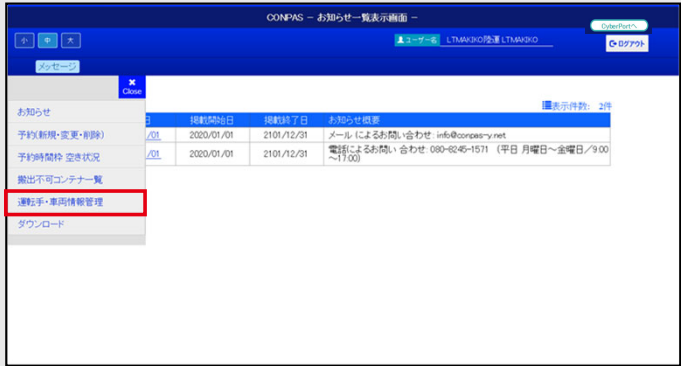 CONPAS － お知らせ一覧表示画面 －
CyberPortへ
小 中 大
ユーザー名 LTMAKIKO陸運 LTMAKIKO
ログアウト
メッセージ
Close
表示件数: 2件
お知らせ
予約(新規・変更・削除)
予約時間枠 空き状況
搬出不可コンテナ一覧
運転手・車両情報管理
ダウンロード
日 掲載開始日 掲載終了日 お知らせ概要
/01 2020/01/01 2101/12/31 メール によるお問い合わせ: info@conpas-y.net
/01 2020/01/01 2101/12/31 電話によるお問い 合わせ: 080-8245-1571 （平日 月曜日～金曜日／9:00
～17:00)